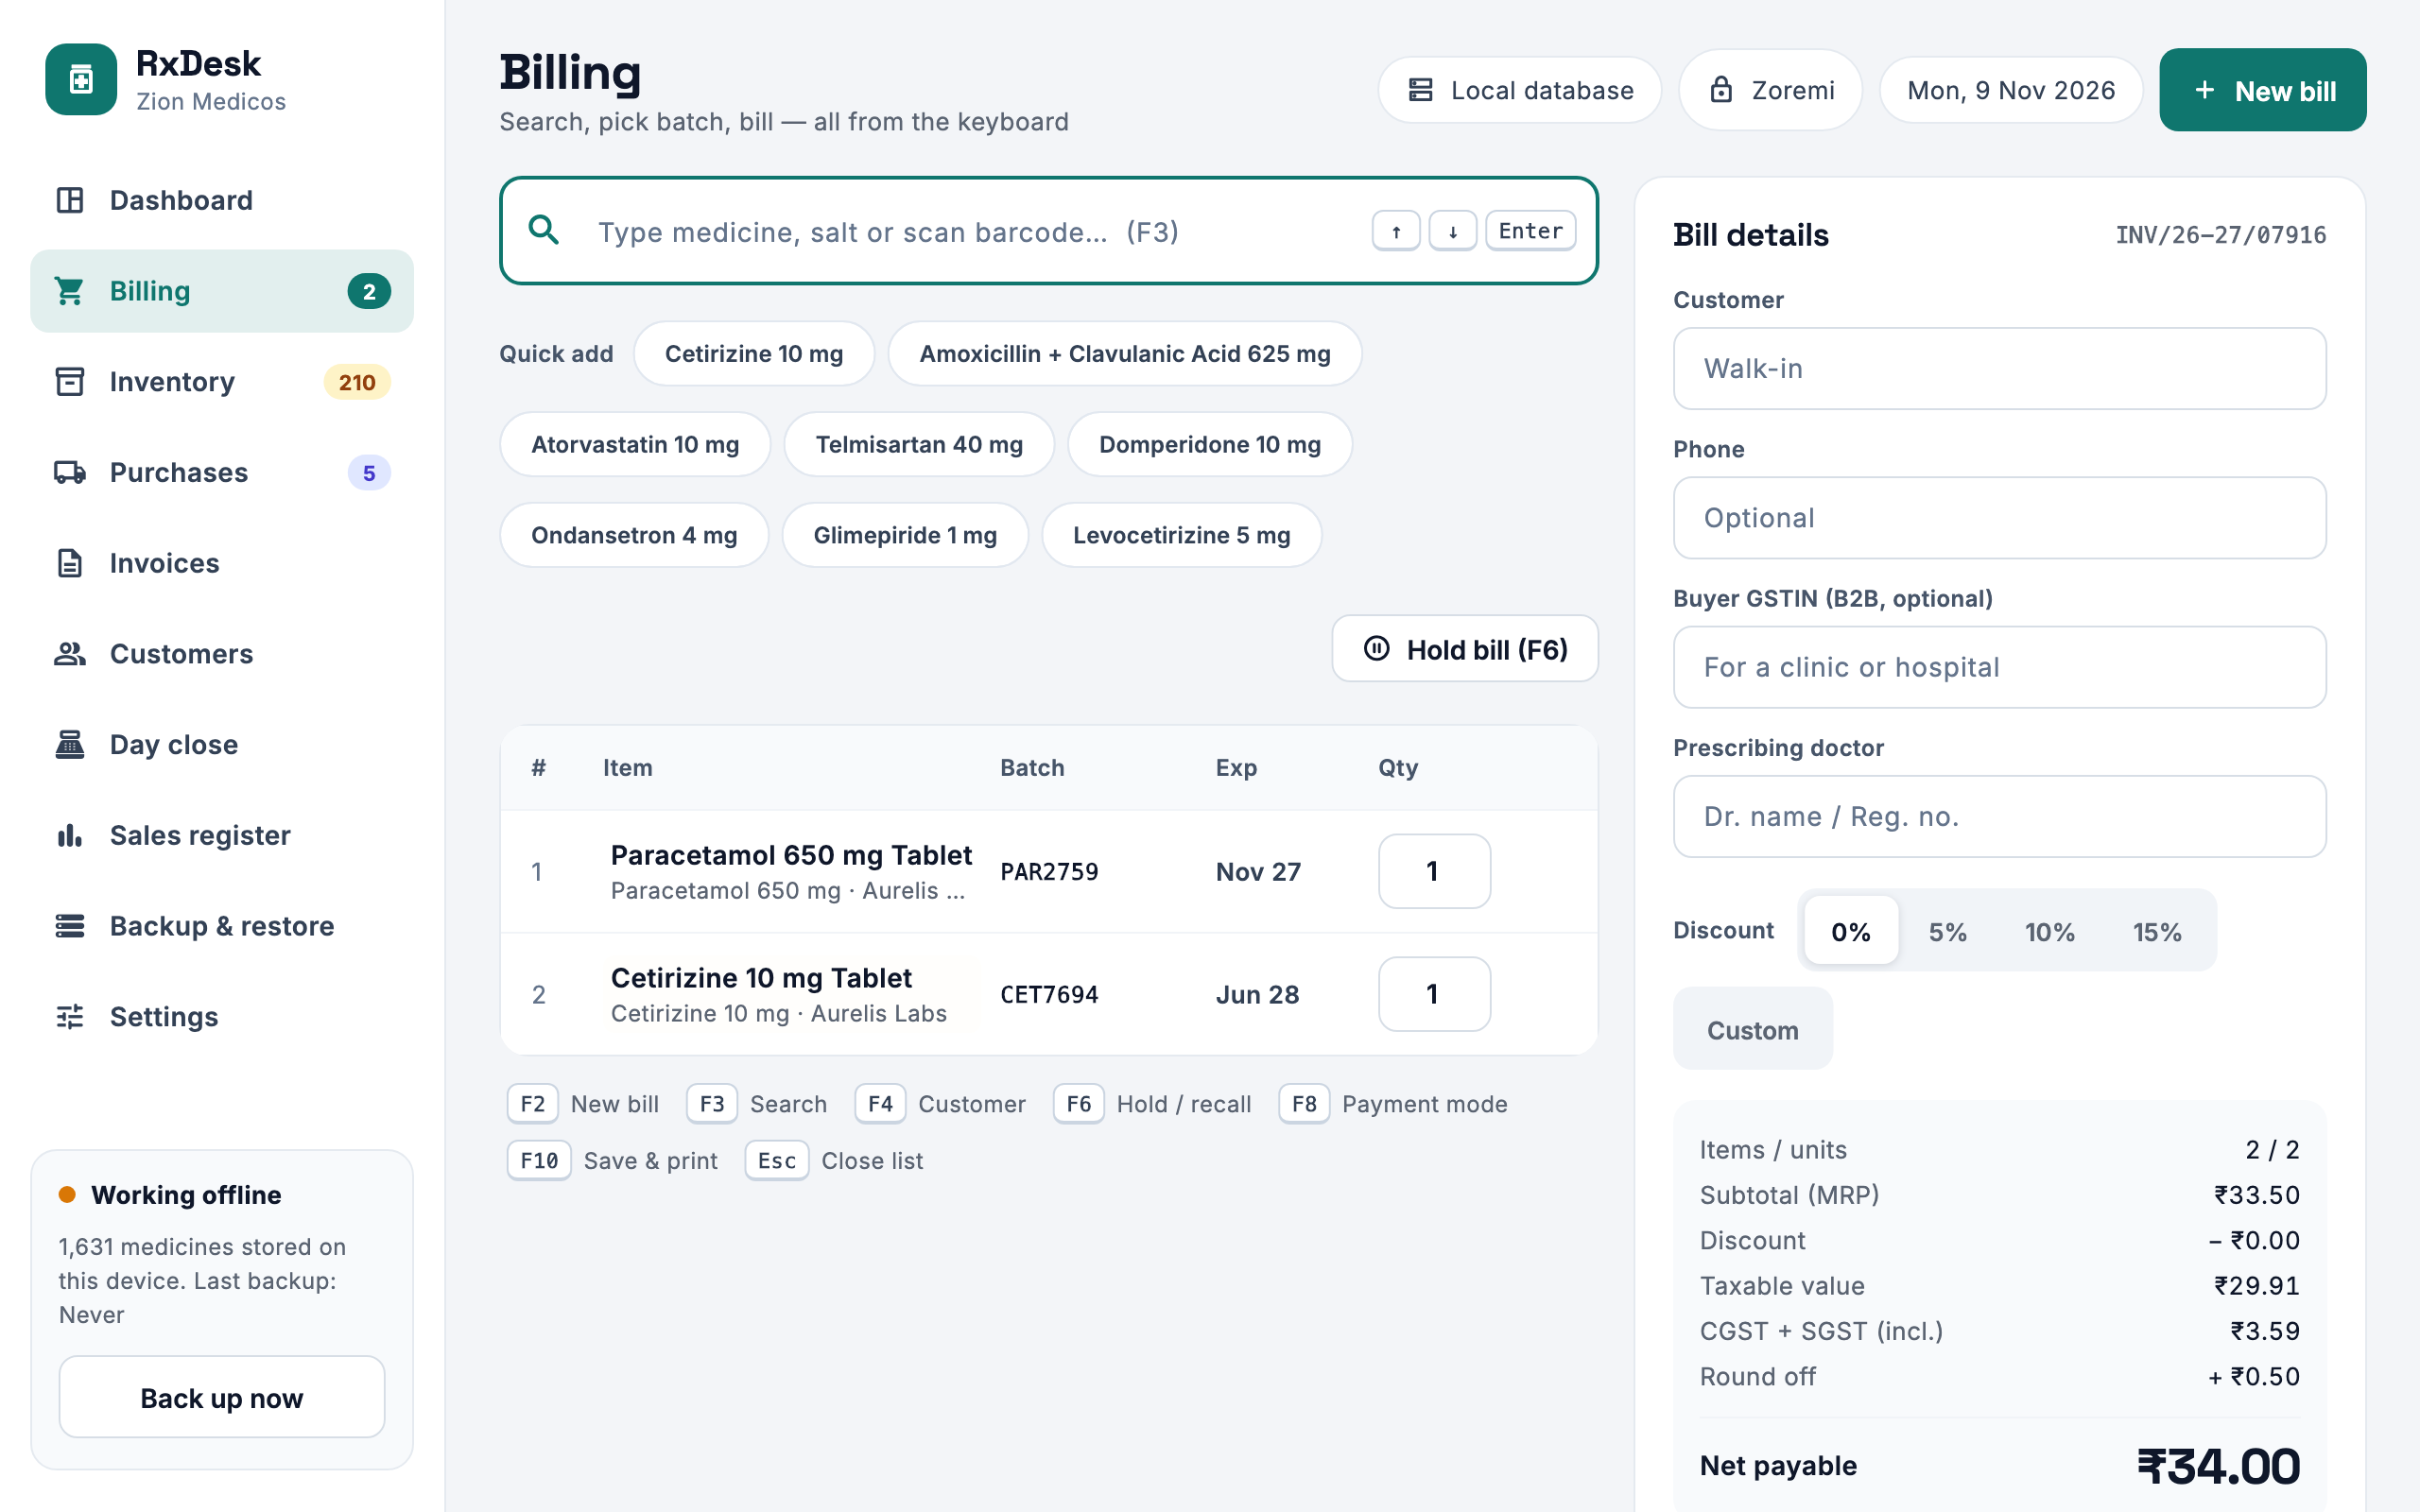 RxDesk
Zion Medicos
Dashboard
Billing 2
Inventory 210
Purchases 5
Invoices
Customers
Day close
Sales register
Backup & restore
Settings
Working offline
1,631 medicines stored on
this device. Last backup:
Never
Back up now
Billing
Search, pick batch, bill — all from the keyboard
Local database
Zoremi
Mon, 9 Nov 2026
+ New bill
Type medicine, salt or scan barcode... (F3)
↑ ↓ Enter
Quick add Cetirizine 10 mg Amoxicillin + Clavulanic Acid 625 mg
Atorvastatin 10 mg Telmisartan 40 mg Domperidone 10 mg
Ondansetron 4 mg Glimepiride 1 mg Levocetirizine 5 mg
Hold bill (F6)
# Item Batch Exp Qty
1 Paracetamol 650 mg Tablet PAR2759 Nov 27 1
Paracetamol 650 mg · Aurelis ...
2 Cetirizine 10 mg Tablet CET7694 Jun 28 1
Cetirizine 10 mg · Aurelis Labs
F2 New bill F3 Search F4 Customer F6 Hold / recall F8 Payment mode
F10 Save & print Esc Close list
Bill details INV/26-27/07916
Customer
Walk-in
Phone
Optional
Buyer GSTIN (B2B, optional)
For a clinic or hospital
Prescribing doctor
Dr. name / Reg. no.
Discount 0% 5% 10% 15%
Custom
Items / units 2 / 2
Subtotal (MRP) ₹33.50
Discount – ₹0.00
Taxable value ₹29.91
CGST + SGST (incl.) ₹3.59
Round off + ₹0.50
Net payable ₹34.00